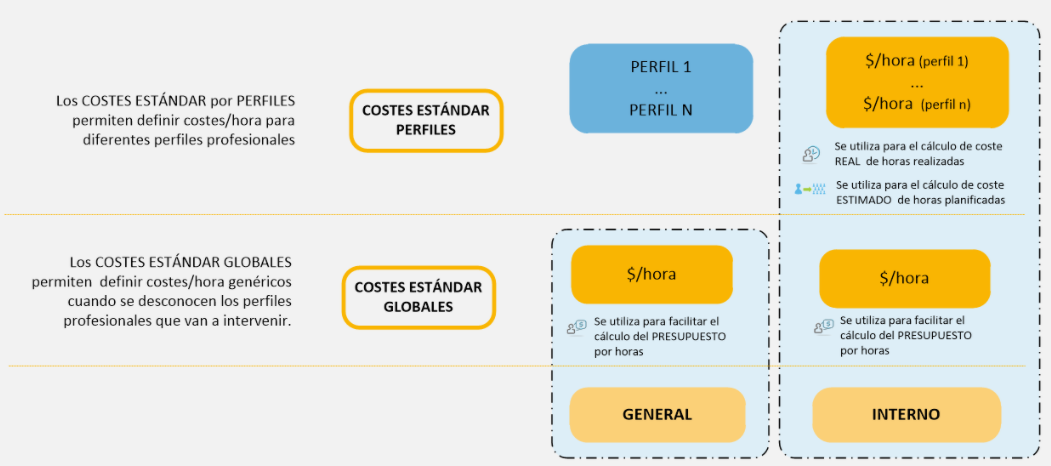 Los COSTES ESTÁNDAR por PERFILES
permiten definir costes/hora para
diferentes perfiles profesionales
COSTES ESTÁNDAR
PERFILES
PERFIL 1
...
PERFIL N
$/hora (perfil 1)
...
$/hora (perfil n)
Se utiliza para el cálculo de coste
REAL de horas realizadas
Se utiliza para el cálculo de coste
ESTIMADO de horas planificadas
Los COSTES ESTÁNDAR GLOBALES
permiten definir costes/hora genéricos
cuando se desconocen los perfiles
profesionales que van a intervenir.
COSTES ESTÁNDAR
GLOBALES
$/hora
Se utiliza para facilitar el
cálculo del PRESUPUESTO
por horas
$/hora
Se utiliza para facilitar el
cálculo del PRESUPUESTO
por horas
GENERAL
INTERNO